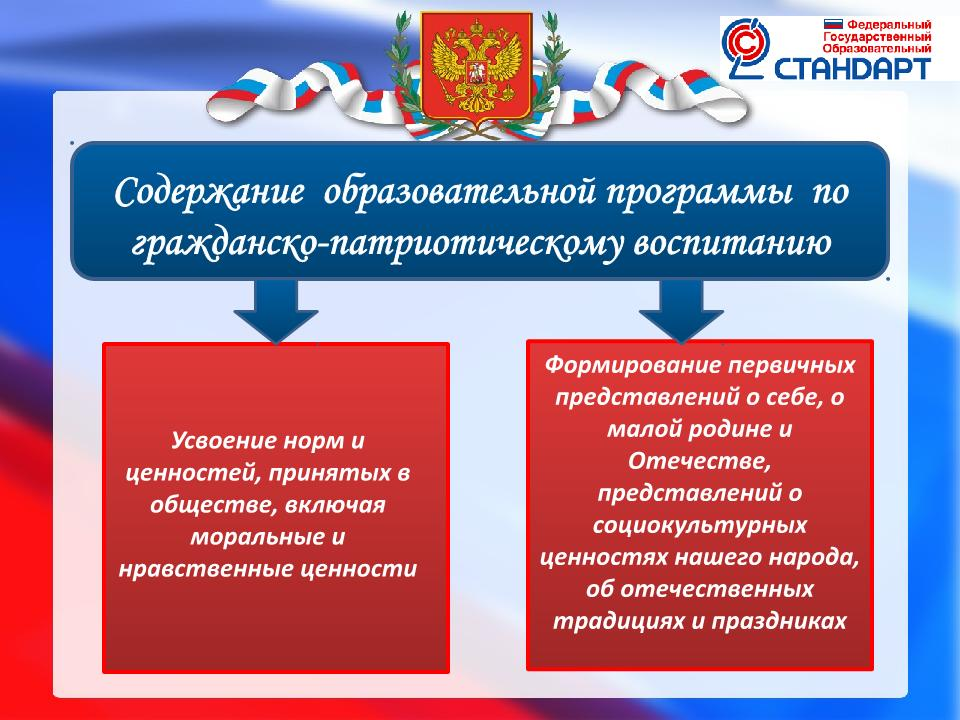 Федеральный
Государственный
Образовательный
СТАНДАРТ
Содержание образовательной программы по
гражданско-патриотическому воспитанию
Усвоение норм и
ценностей, принятых в
обществе, включая
моральные и
нравственные ценности
Формирование первичных
представлений о себе, о
малой родине и
Отечестве,
представлений о
социокультурных
ценностях нашего народа,
об отечественных
традициях и праздниках